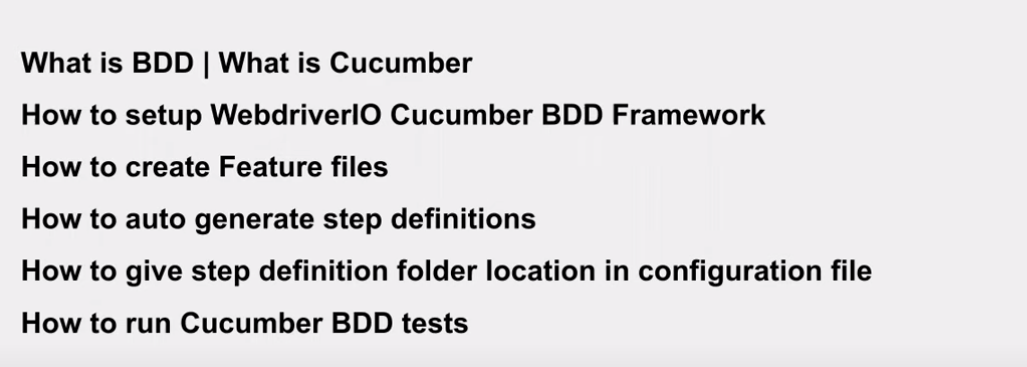 What is BDD | What is Cucumber
How to setup WebdriverIO Cucumber BDD Framework
How to create Feature files
How to auto generate step definitions
How to give step definition folder location in configuration file
How to run Cucumber BDD tests